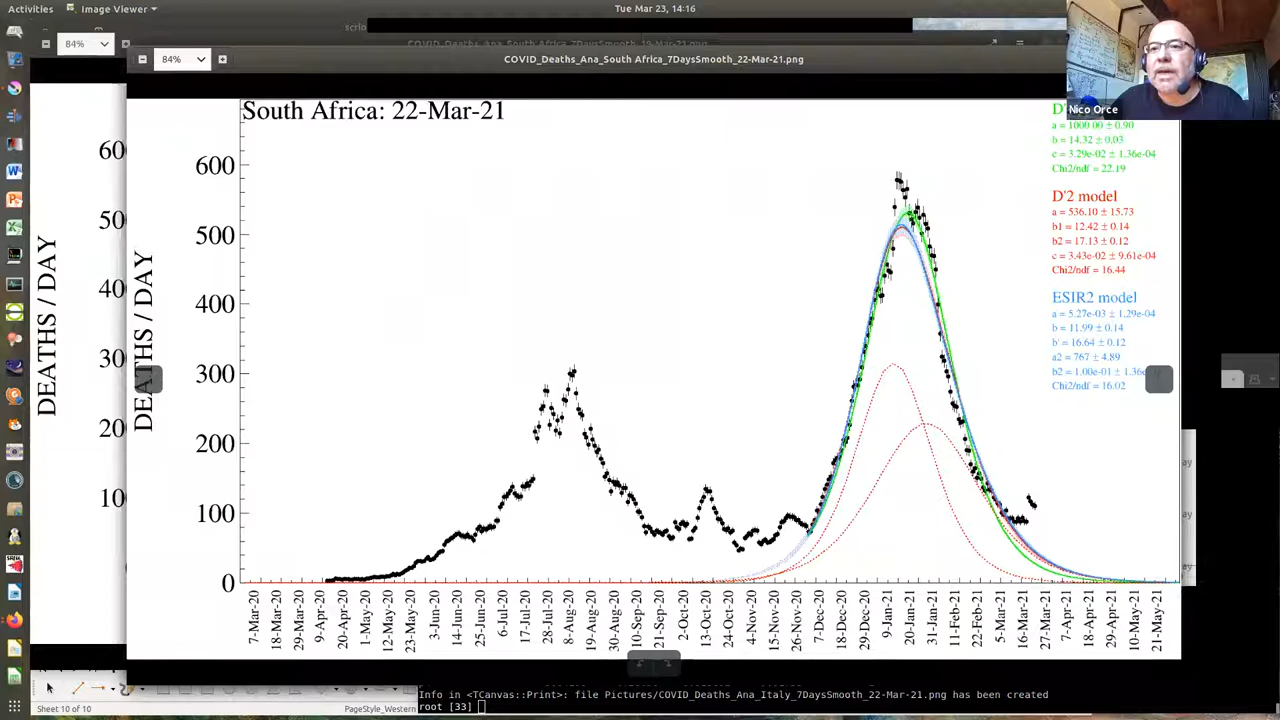 Activities
Image Viewer
Tue Mar 23, 14:16
84%
COVID_Deaths_Ana_South Africa_7DaysSmooth_19-Mar-21.png
84%
COVID_Deaths_Ana_South Africa_7DaysSmooth_22-Mar-21.png
Nico Orce
South Africa: 22-Mar-21
a = 1000.00 ± 0.90
b = 14.32 ± 0.03
c = 3.29e-02 ± 1.36e-04
Chi2/ndf = 22.19
D'2 model
a = 536.10 ± 15.73
b1 = 12.42 ± 0.14
b2 = 17.13 ± 0.12
c = 3.43e-02 ± 9.61e-04
Chi2/ndf = 16.44
ESIR2 model
a = 5.27e-03 ± 1.29e-04
b = 11.99 ± 0.14
b' = 16.64 ± 0.12
a2 = 767 ± 4.89
b2 = 1.00e-01 ± 1.36e
Chi2/ndf = 16.02
DEATHS / DAY
DEATHS / DAY
600
500
400
300
200
100
0
7-Mar-20
18-Mar-20
29-Mar-20
9-Apr-20
20-Apr-20
1-May-20
12-May-20
23-May-20
3-Jun-20
14-Jun-20
25-Jun-20
6-Jul-20
17-Jul-20
28-Jul-20
8-Aug-20
19-Aug-20
30-Aug-20
10-Sep-20
21-Sep-20
2-Oct-20
13-Oct-20
24-Oct-20
4-Nov-20
15-Nov-20
26-Nov-20
7-Dec-20
18-Dec-20
29-Dec-20
9-Jan-21
20-Jan-21
31-Jan-21
11-Feb-21
22-Feb-21
5-Mar-21
16-Mar-21
27-Mar-21
7-Apr-21
18-Apr-21
29-Apr-21
10-May-21
21-May-21
Info in <TCanvas::Print>: file Pictures/COVID_Deaths_Ana_Italy_7DaysSmooth_22-Mar-21.png has been created
root [33]
Sheet 10 of 10
PageStyle_Western